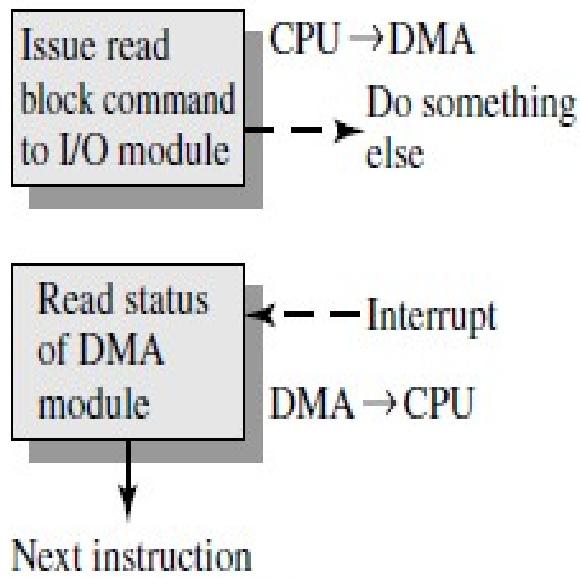 Issue read
block command
to I/O module
CPU → DMA
Do something
else
Read status
of DMA
module
Interrupt
DMA → CPU
Next instruction